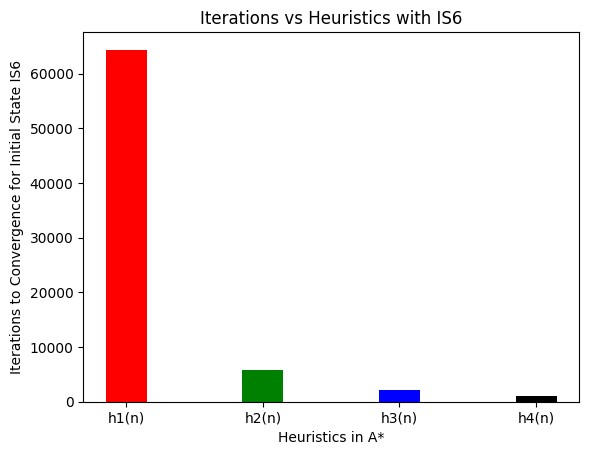 Iterations vs Heuristics with IS6
Iterations to Convergence for Initial State IS6
60000
50000
40000
30000
20000
10000
0
h1(n) h2(n) h3(n) h4(n)
Heuristics in A*